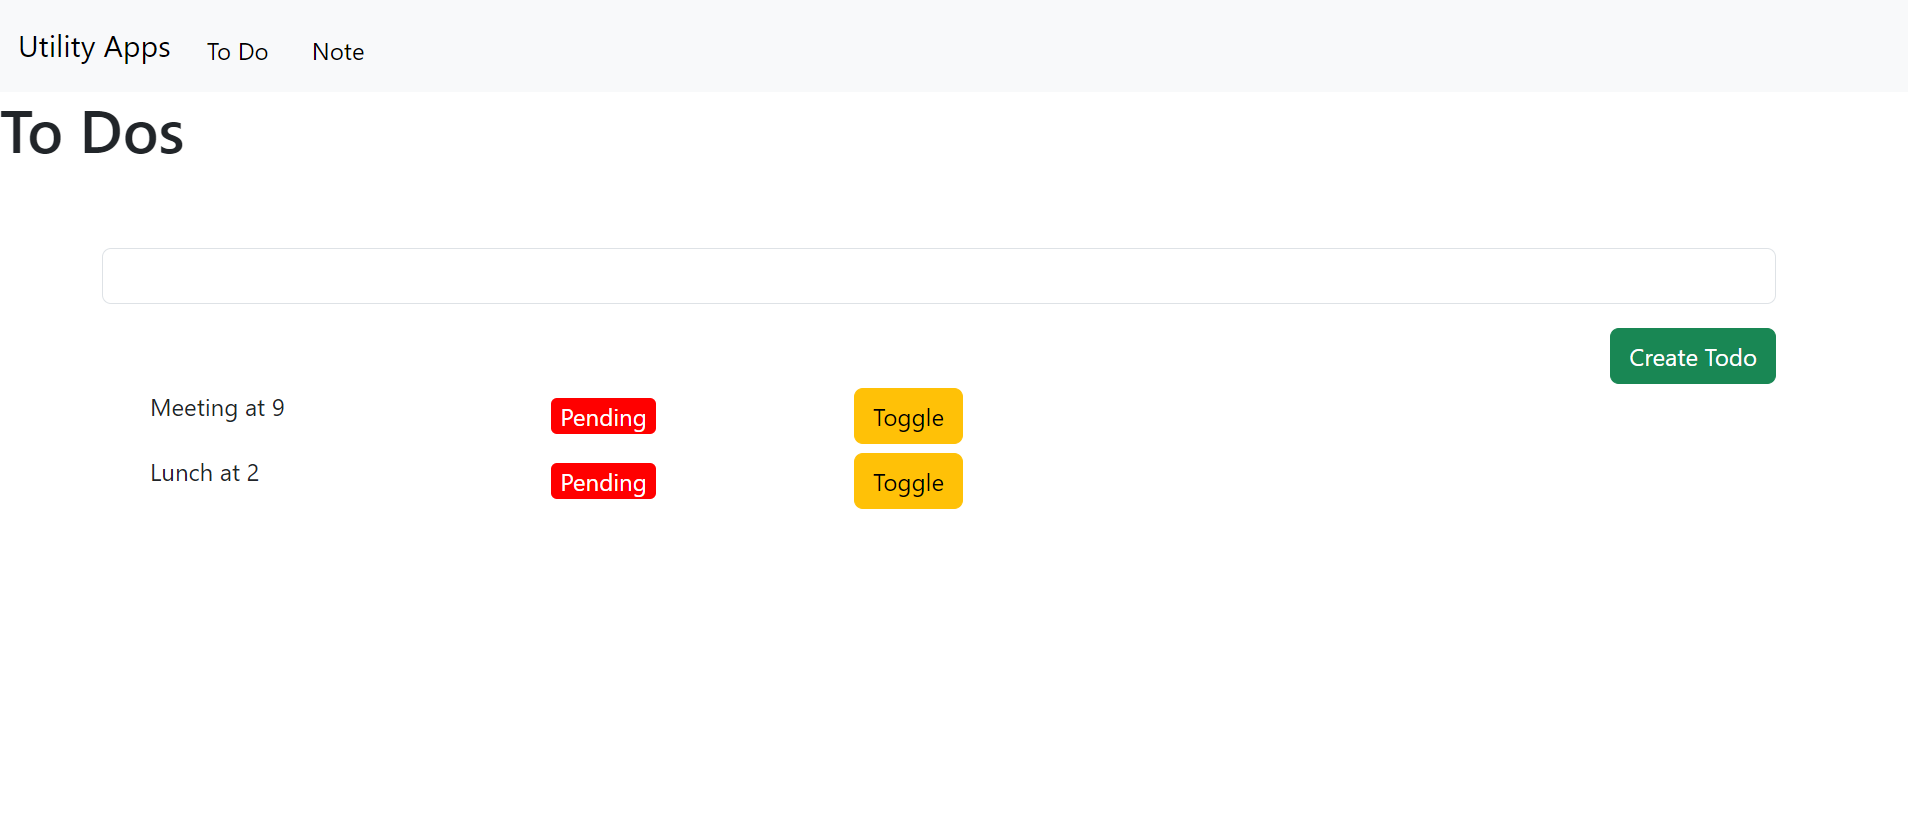 Utility Apps To Do Note
To Dos
Create Todo
Meeting at 9 Pending Toggle
Lunch at 2 Pending Toggle